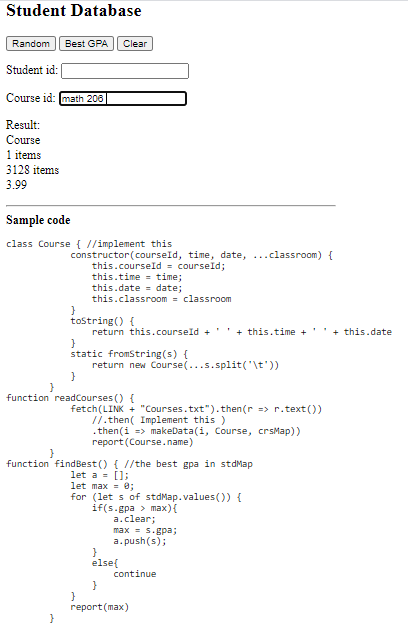 Student Database
Random Best GPA Clear
Student id:
Course id: math 206
Result:
Course
1 items
3128 items
3.99
Sample code
class Course { //implement this
constructor(courseId, time, date, ...classroom) {
this.courseId = courseId;
this.time = time;
this.date = date;
this.classroom = classroom
}
toString() {
return this.courseId + ' ' + this.time + ' ' + this.date
}
static fromString(s) {
return new Course(...s.split('\t'))
}
}
function readCourses() {
fetch(LINK + "Courses.txt").then(r => r.text())
//.then( Implement this )
.then(i => makeData(i, Course, crsMap))
report(Course.name)
}
function findBest() { //the best gpa in stdMap
let a = [];
let max = 0;
for (let s of stdMap.values()) {
if(s.gpa > max){
a.clear;
max = s.gpa;
a.push(s);
}
else{
continue
}
}
report(max)
}